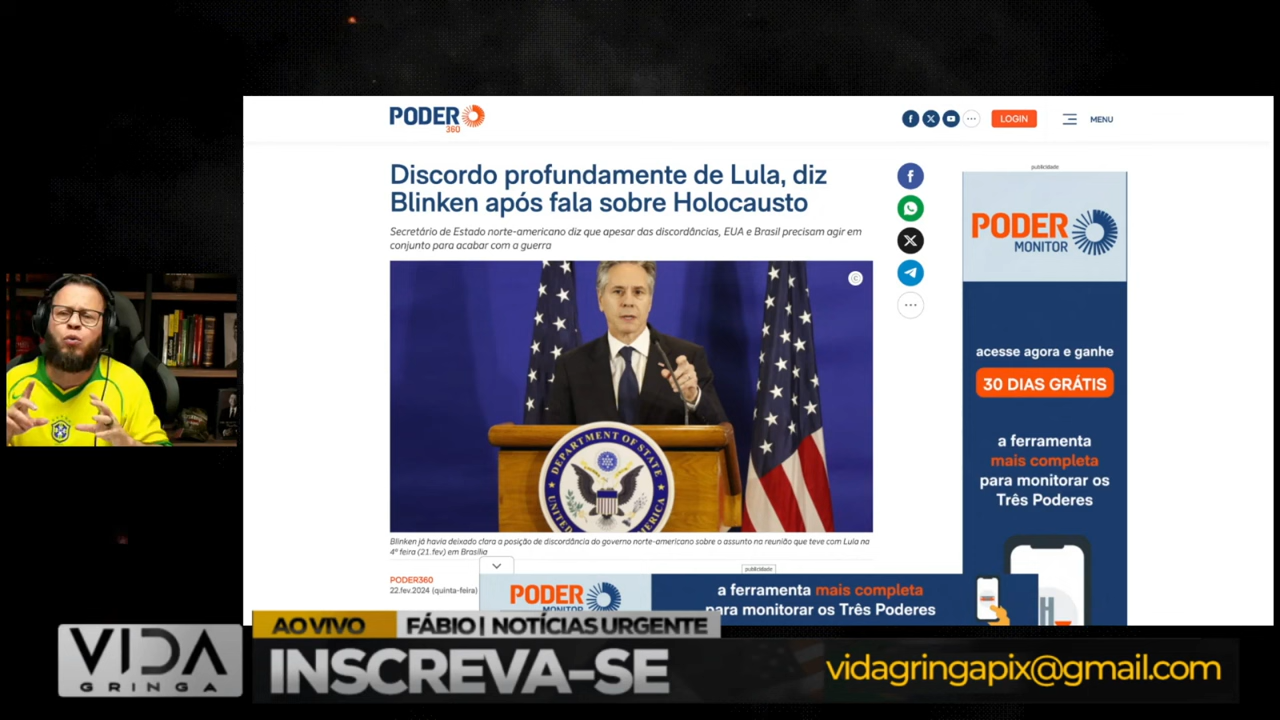 PODER
360
LOGIN
MENU
Discordo profundamente de Lula, diz
Blinken após fala sobre Holocausto
Secretário de Estado norte-americano diz que apesar das discordâncias, EUA e Brasil precisam agir em
conjunto para acabar com a guerra
DEPARTMENT OF STATE
Blinken já havia deixado clara a posição de discordância do governo norte-americano sobre o assunto na reunião que teve com Lula na
4ª feira (21.fev) em Brasília
PODER360
22.fev.2024 (quinta-feira)
publicidade
PODER
MONITOR
acesse agora e ganhe
30 DIAS GRÁTIS
a ferramenta
mais completa
para monitorar os
Três Poderes
publicidade
PODER
MONITOR
a ferramenta mais completa
para monitorar os Três Poderes
AO VIVO
FÁBIO | NOTÍCIAS URGENTE
VIDA
GRINGA
INSCREVA-SE
vidagringapix@gmail.com